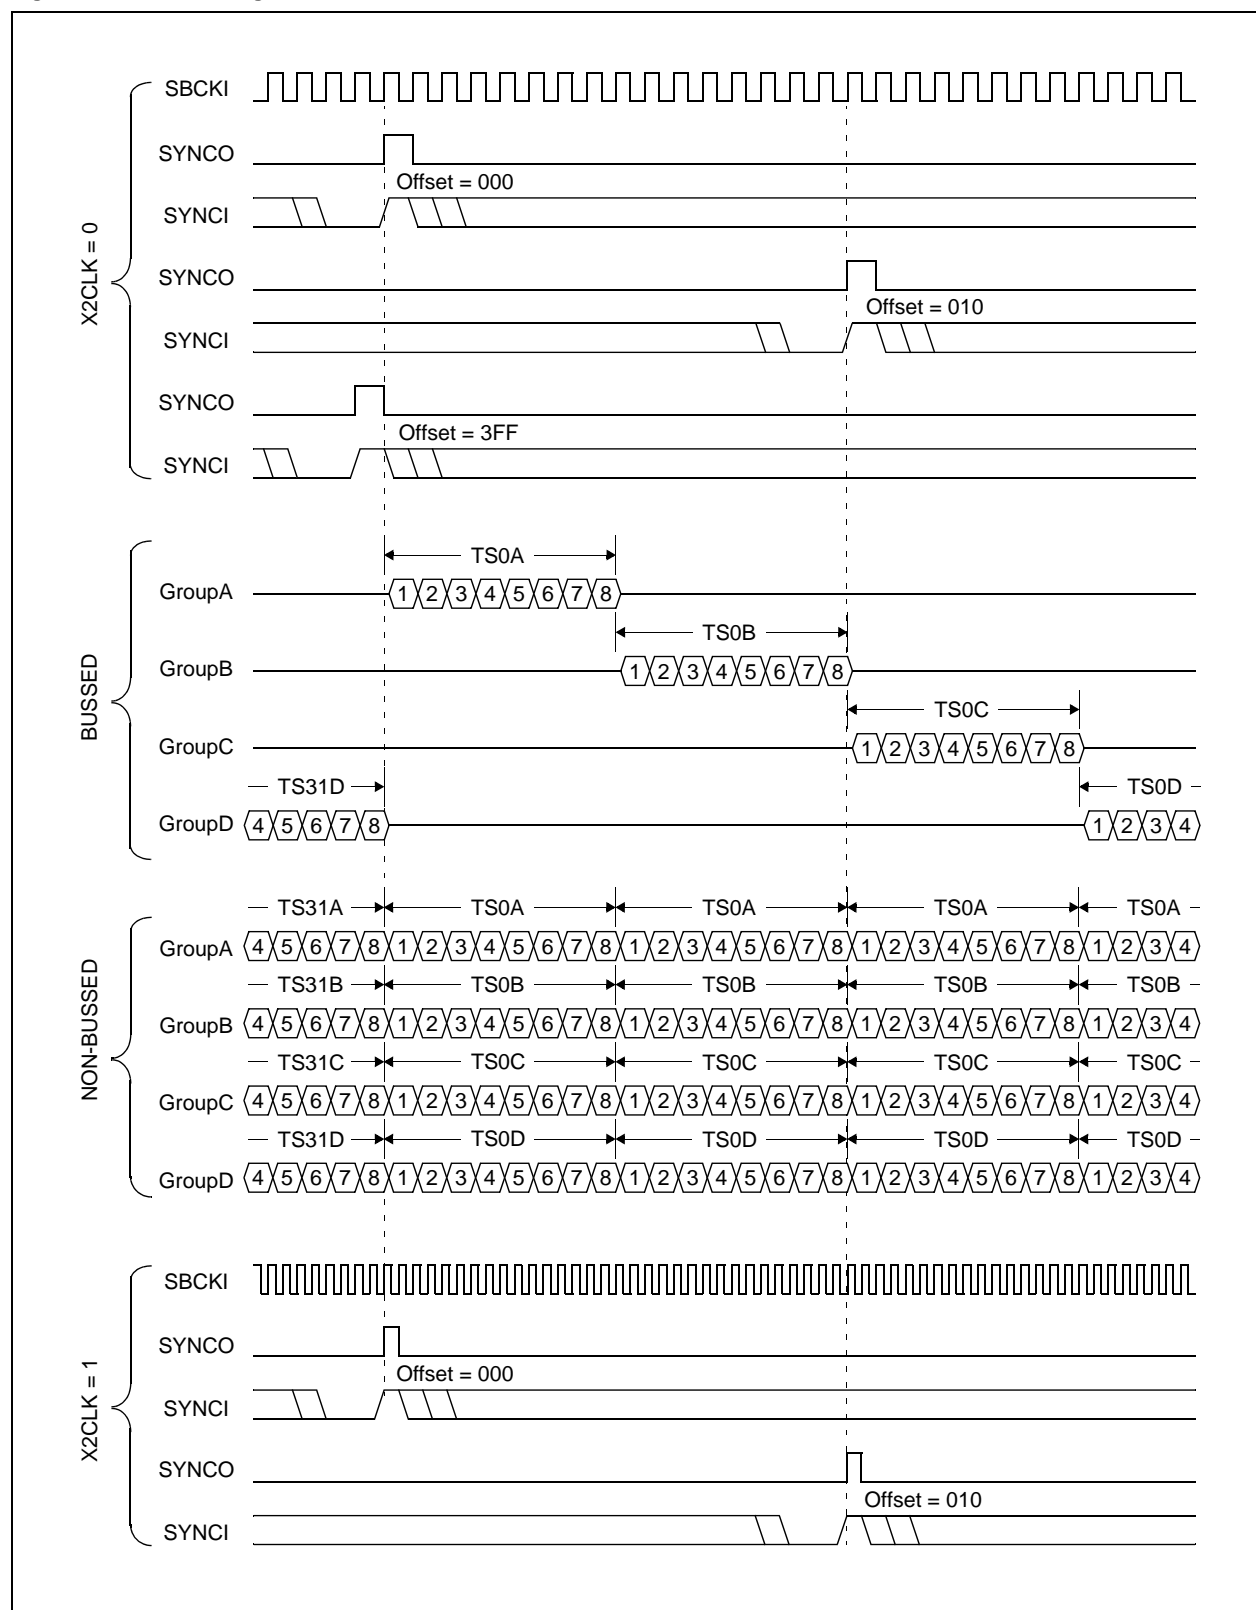 SBCKI
SYNCO
Offset = 000
SYNCI
X2CLK = 0
SYNCO
Offset = 010
SYNCI
SYNCO
Offset = 3FF
SYNCI
TS0A
GroupA 1 2 3 4 5 6 7 8
TS0B
BUSSED
GroupB 1 2 3 4 5 6 7 8
TS0C
GroupC 1 2 3 4 5 6 7 8
TS31D TS0D
GroupD 4 5 6 7 8 1 2 3 4
TS31A TS0A TS0A TS0A TS0A
GroupA 4 5 6 7 8 1 2 3 4 5 6 7 8 1 2 3 4 5 6 7 8 1 2 3 4 5 6 7 8 1 2 3 4
TS31B TS0B TS0B TS0B TS0B
NON-BUSSED
GroupB 4 5 6 7 8 1 2 3 4 5 6 7 8 1 2 3 4 5 6 7 8 1 2 3 4 5 6 7 8 1 2 3 4
TS31C TS0C TS0C TS0C TS0C
GroupC 4 5 6 7 8 1 2 3 4 5 6 7 8 1 2 3 4 5 6 7 8 1 2 3 4 5 6 7 8 1 2 3 4
TS31D TS0D TS0D TS0D TS0D
GroupD 4 5 6 7 8 1 2 3 4 5 6 7 8 1 2 3 4 5 6 7 8 1 2 3 4 5 6 7 8 1 2 3 4
SBCKI
SYNCO
Offset = 000
X2CLK = 1
SYNCI
SYNCO
Offset = 010
SYNCI